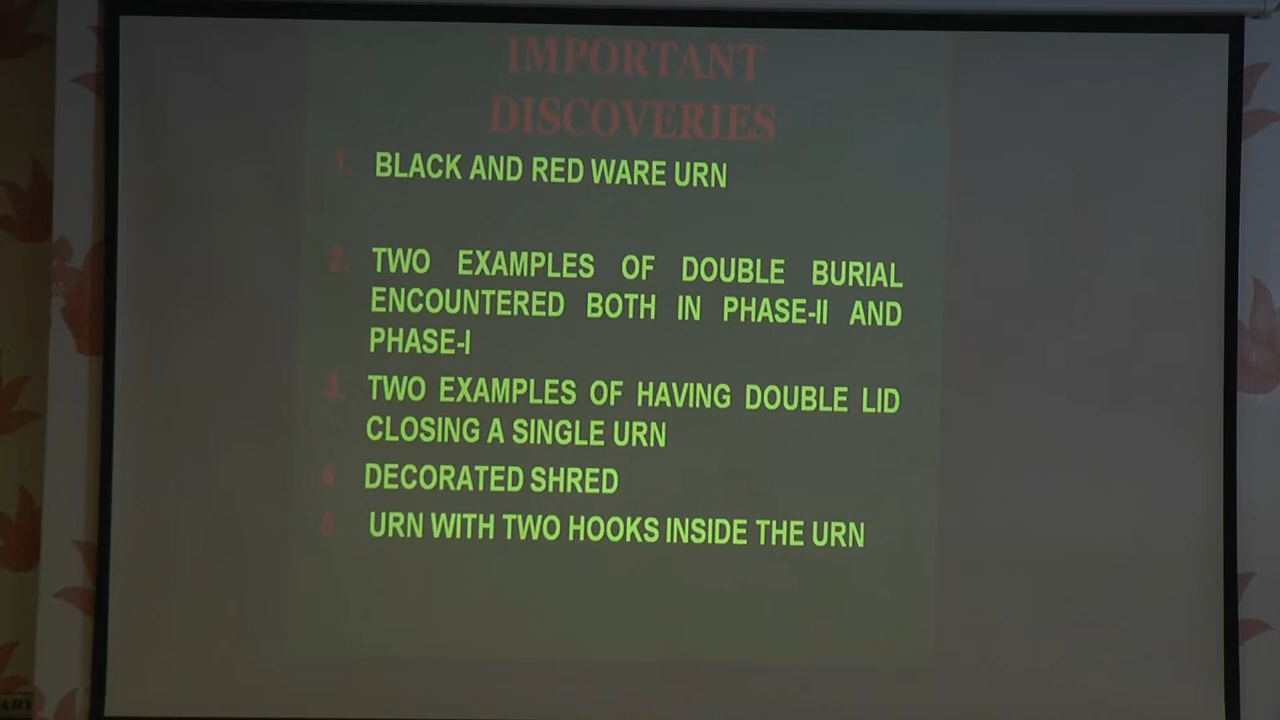 IMPORTANT
DISCOVERIES
1. BLACK AND RED WARE URN
2. TWO EXAMPLES OF DOUBLE BURIAL
ENCOUNTERED BOTH IN PHASE-II AND
PHASE-I
3. TWO EXAMPLES OF HAVING DOUBLE LID
CLOSING A SINGLE URN
4. DECORATED SHRED
5. URN WITH TWO HOOKS INSIDE THE URN